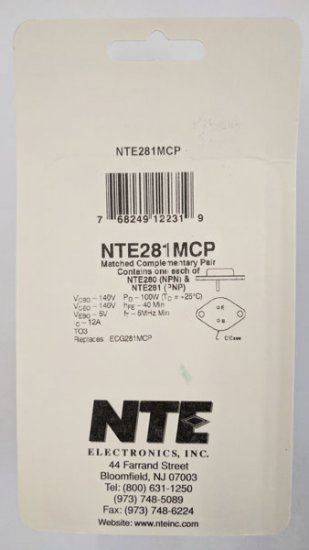 NTE281MCP
7 68249 12231 9
NTE281MCP
Matched Complementary Pair
Contains one each of
NTE280 (NPN) &
NTE281 (PNP)
VCBO – 140V PD – 100W (TC = +25°C)
VCEO – 140V hFE – 40 Min
VEBO – 5V fT – 5MHz Min
IC – 12A
TO3
Replaces: ECG281MCP
E
B
C/Case
NTE
ELECTRONICS, INC.
44 Farrand Street
Bloomfield, NJ 07003
Tel: (800) 631-1250
(973) 748-5089
Fax: (973) 748-6224
Website: www.nteinc.com